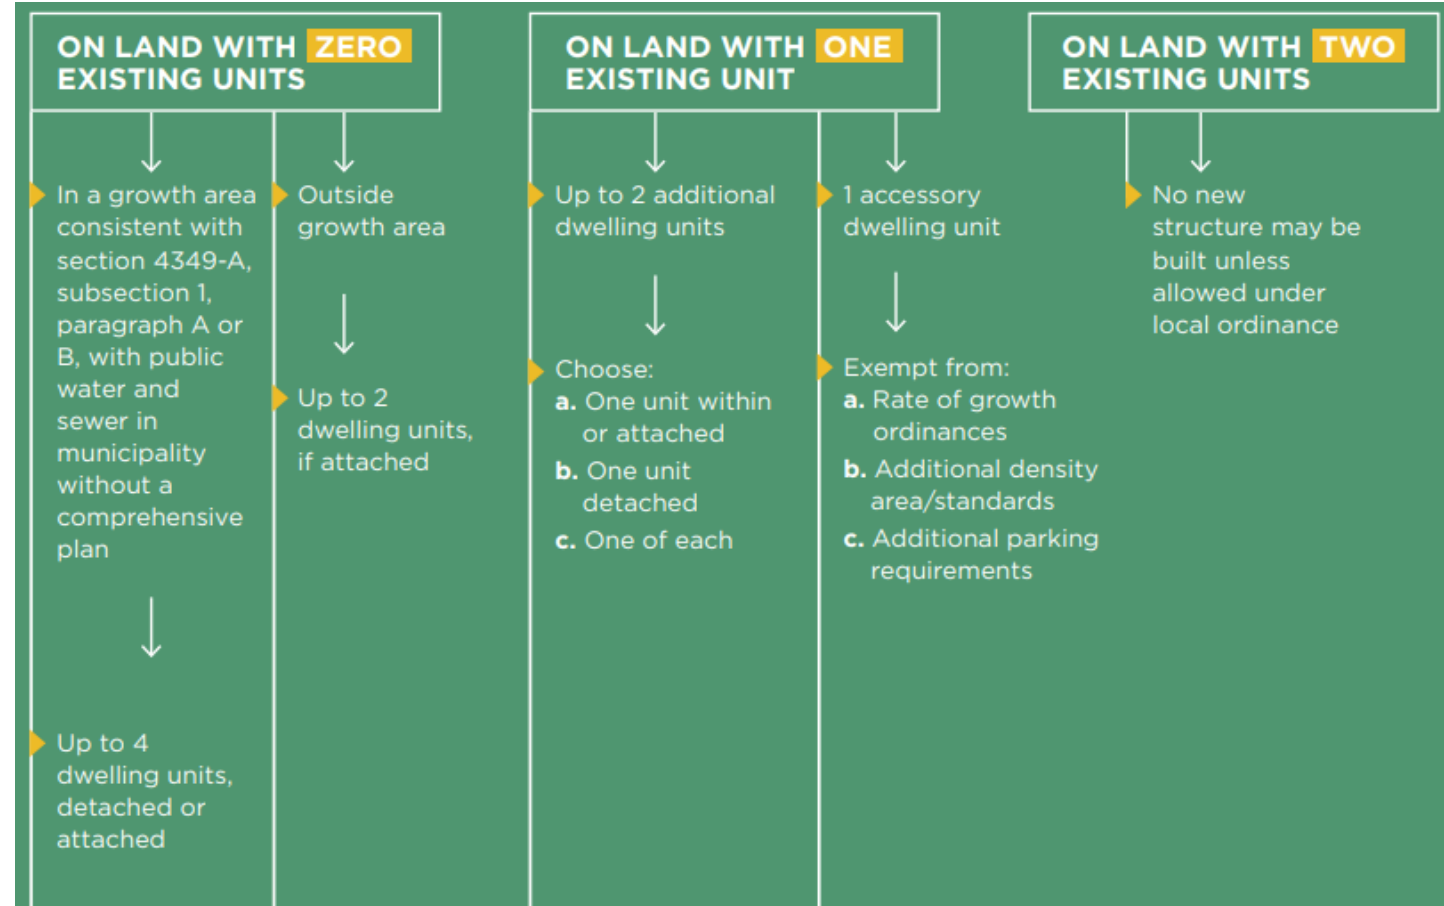 ON LAND WITH ZERO
EXISTING UNITS
In a growth area
consistent with
section 4349-A,
subsection 1,
paragraph A or
B, with public
water and
sewer in
municipality
without a
comprehensive
plan
Up to 4
dwelling units,
detached or
attached
Outside
growth area
Up to 2
dwelling units,
if attached
ON LAND WITH ONE
EXISTING UNIT
Up to 2 additional
dwelling units
Choose:
a. One unit within
or attached
b. One unit
detached
c. One of each
1 accessory
dwelling unit
Exempt from:
a. Rate of growth
ordinances
b. Additional density
area/standards
c. Additional parking
requirements
ON LAND WITH TWO
EXISTING UNITS
No new
structure may be
built unless
allowed under
local ordinance